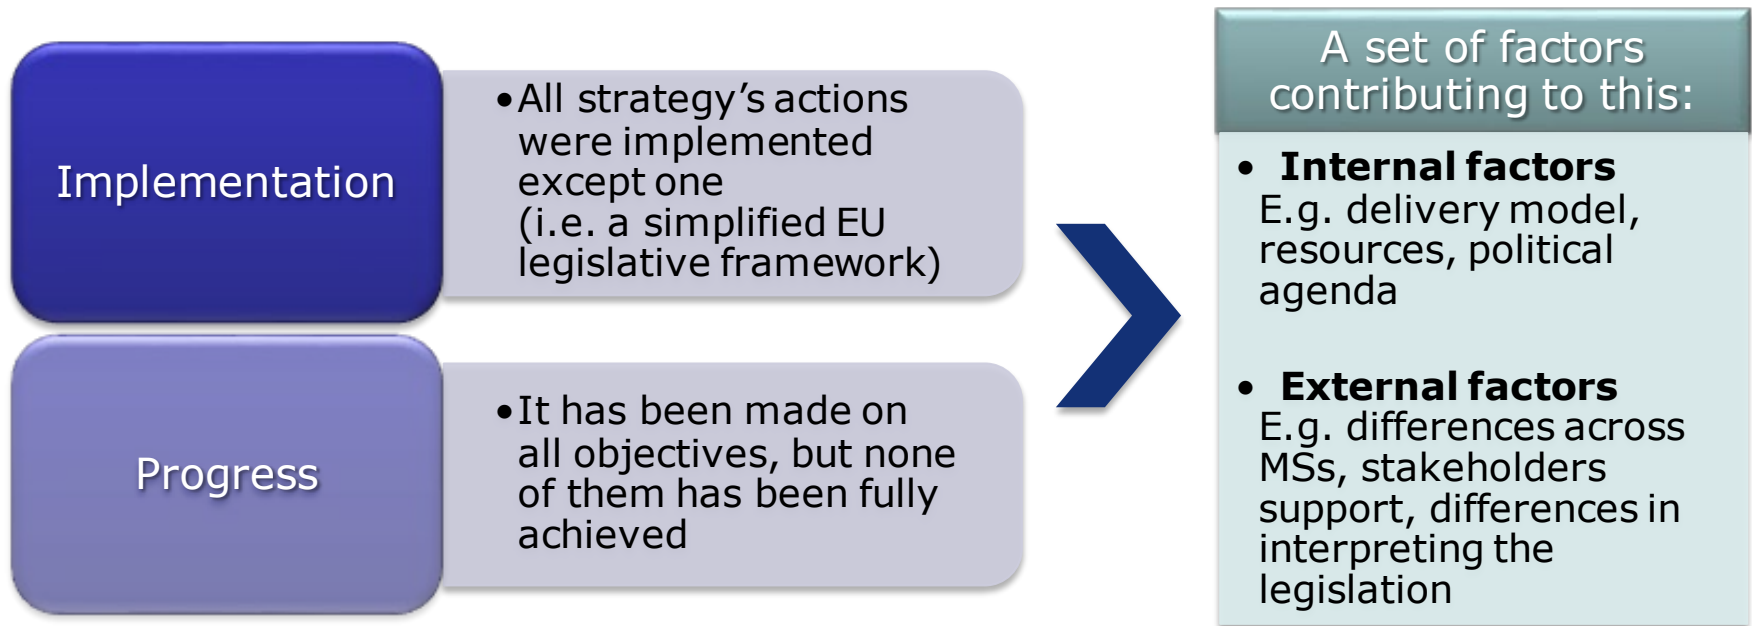 Implementation
•All strategy's actions
were implemented
except one
(i.e. a simplified EU
legislative framework)
Progress
•It has been made on
all objectives, but none
of them has been fully
achieved
A set of factors
contributing to this:
• Internal factors
E.g. delivery model,
resources, political
agenda
• External factors
E.g. differences across
MSs, stakeholders
support, differences in
interpreting the
legislation